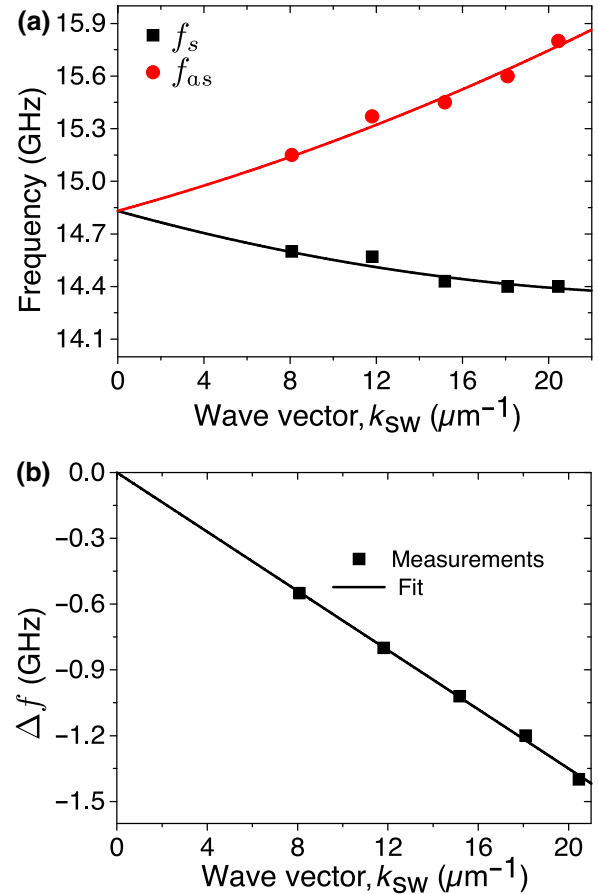 (a)
f_s
f_as
Frequency (GHz)
15.9
15.6
15.3
15.0
14.7
14.4
14.1
0 4 8 12 16 20
Wave vector, k_SW (μm⁻¹)
(b)
Measurements
Fit
Δf (GHz)
0.0
−0.3
−0.6
−0.9
−1.2
−1.5
0 4 8 12 16 20
Wave vector, k_SW (μm⁻¹)